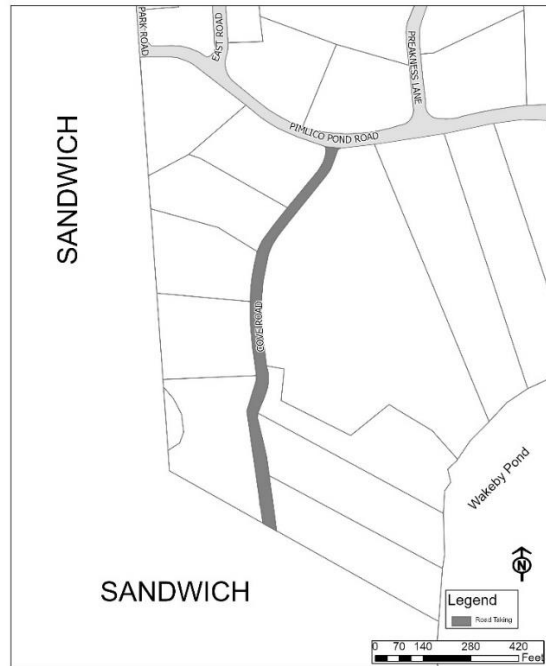 PARK ROAD
EAST ROAD
PREAKNESS LANE
PIMLICO POND ROAD
SANDWICH
COVE ROAD
Wakeby Pond
N
SANDWICH
Legend
Road Taking
0 70 140 280 420
Feet